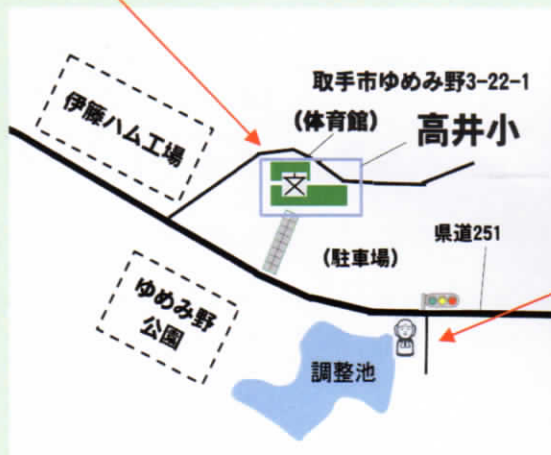 取手市ゆめみ野3-22-1
(体育館)
高井小
伊藤ハム工場
県道251
(駐車場)
ゆめみ野
公園
調整池